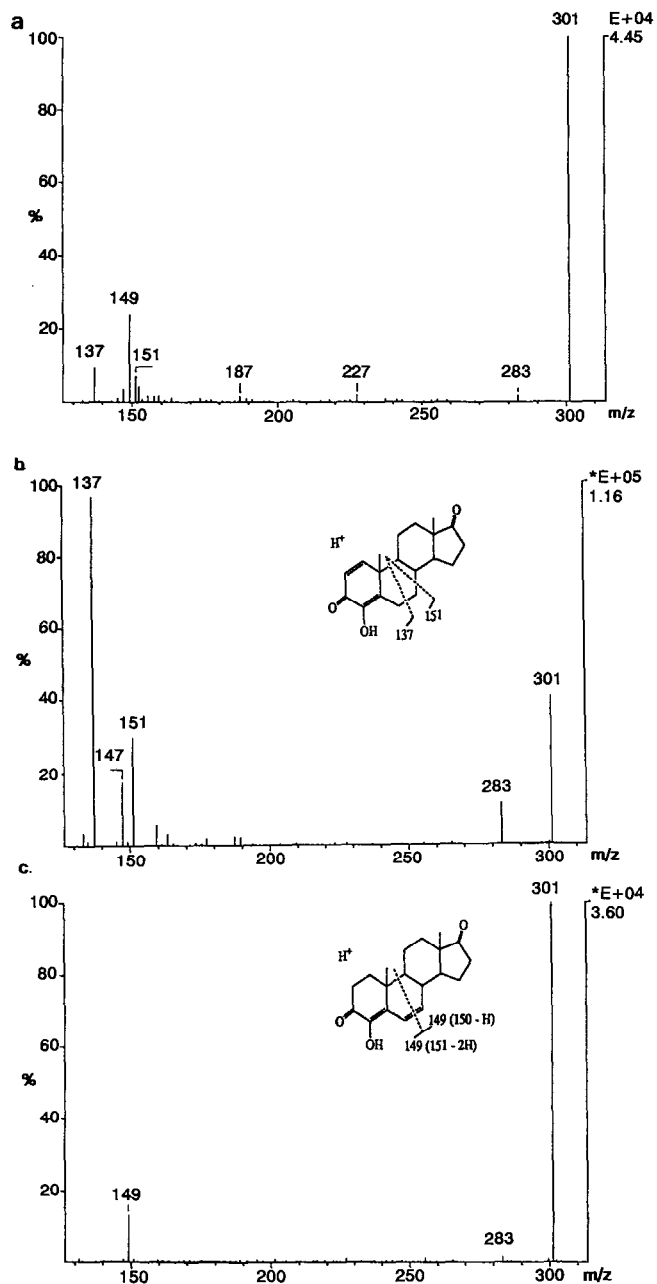 a
301
E+04
4.45
100
80
60
%
40
20
149
137
151
187
227
283
150
200
250
300
m/z
b
137
*E+05
1.16
100
80
60
%
40
20
O
H+
O
OH
137
151
301
151
147
283
150
200
250
300
m/z
c.
301
*E+04
3.60
100
80
60
%
40
20
O
H+
O
OH
149 (150 - H)
149 (151 - 2H)
149
283
150
200
250
300
m/z